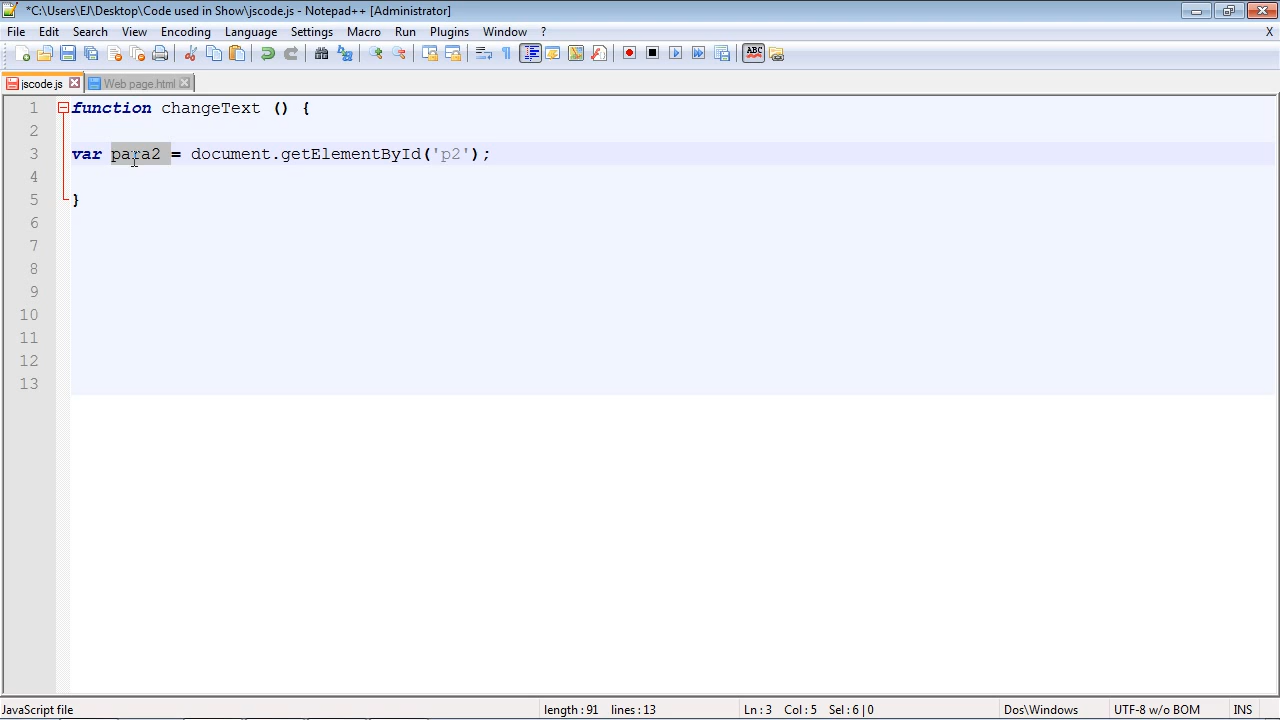 *C:\Users\EJ\Desktop\Code used in Show\jscode.js - Notepad++ [Administrator]
File Edit Search View Encoding Language Settings Macro Run Plugins Window ? X
ABC
jscode.js Web page.html
1 function changeText () {
2
3 var para2 = document.getElementById('p2');
4
5 }
6
7
8
9
10
11
12
13
JavaScript file length : 91 lines : 13 Ln : 3 Col : 5 Sel : 6 | 0 Dos\Windows UTF-8 w/o BOM INS